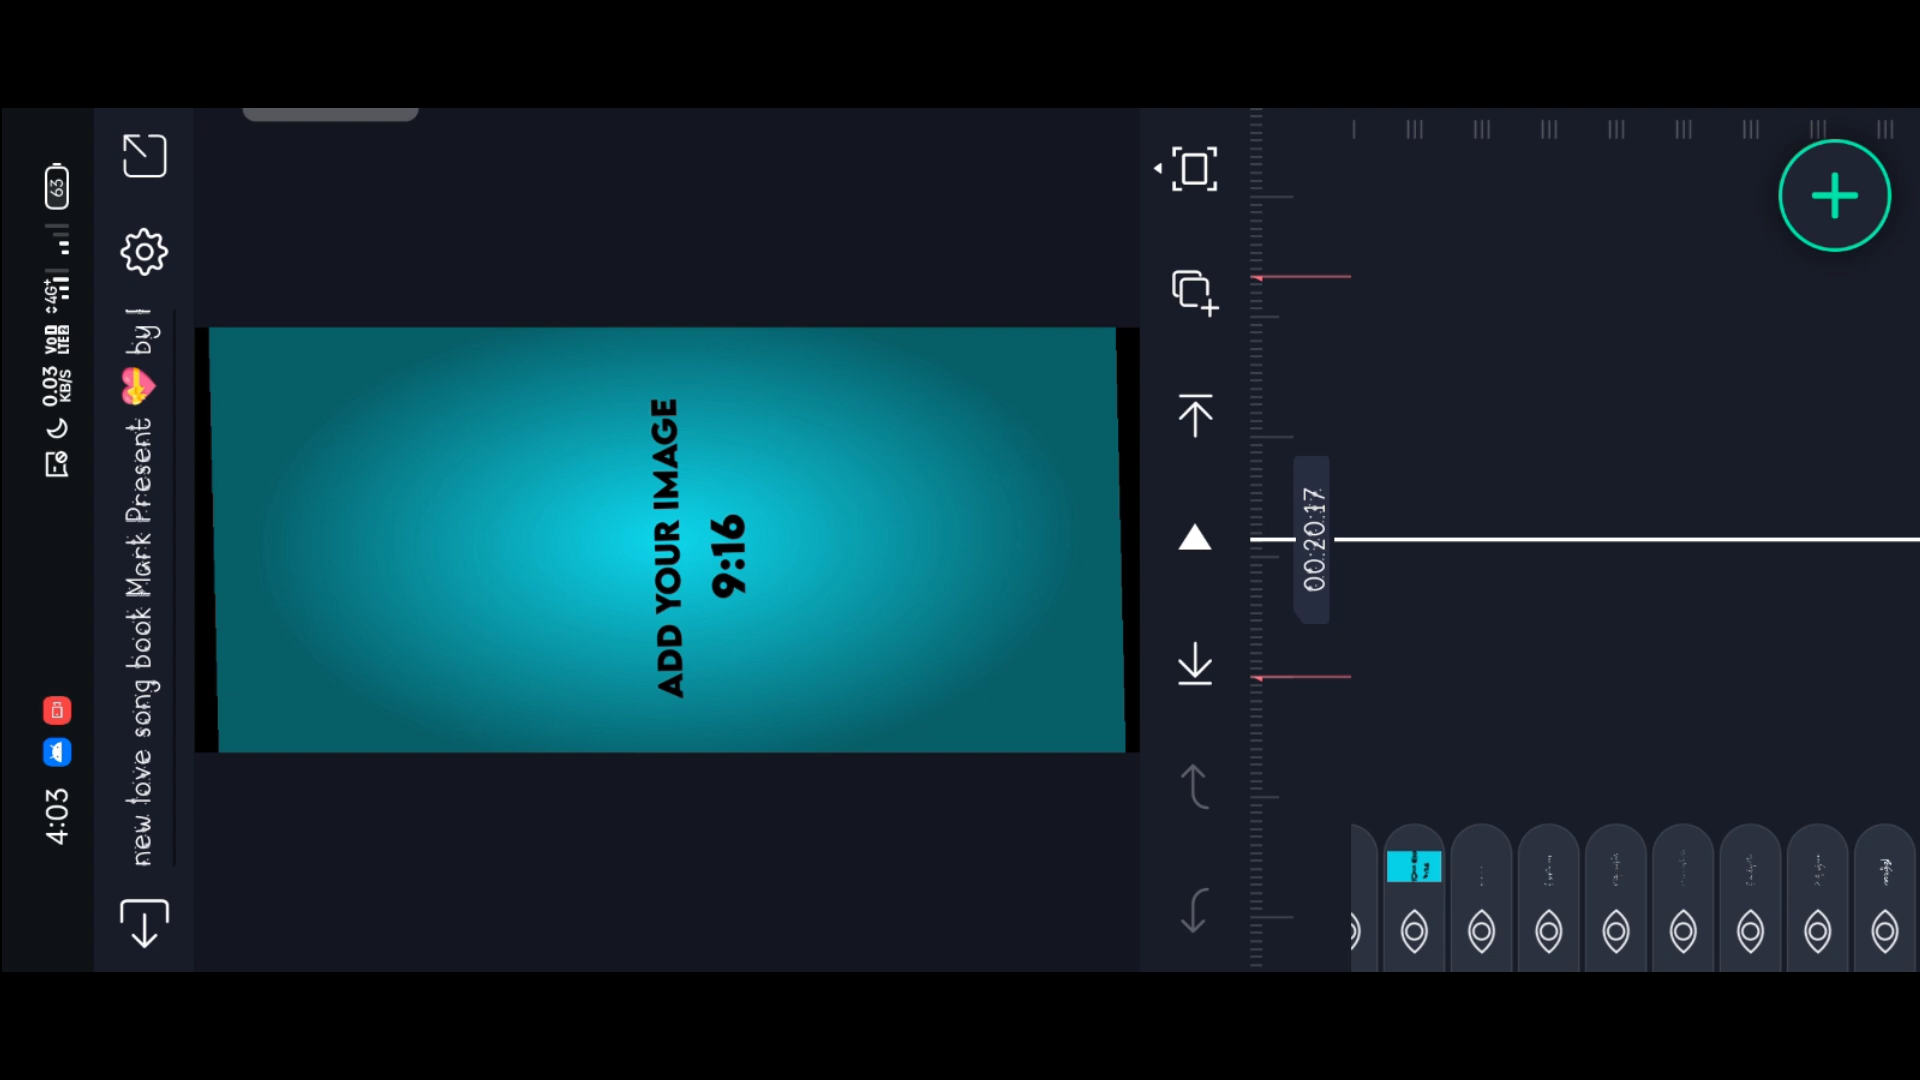 4:03
0.03 KB/S
VoD LTE2
4G+
63
new love song book Mark Present 💝 by
ADD YOUR IMAGE
9:16
00:20:17